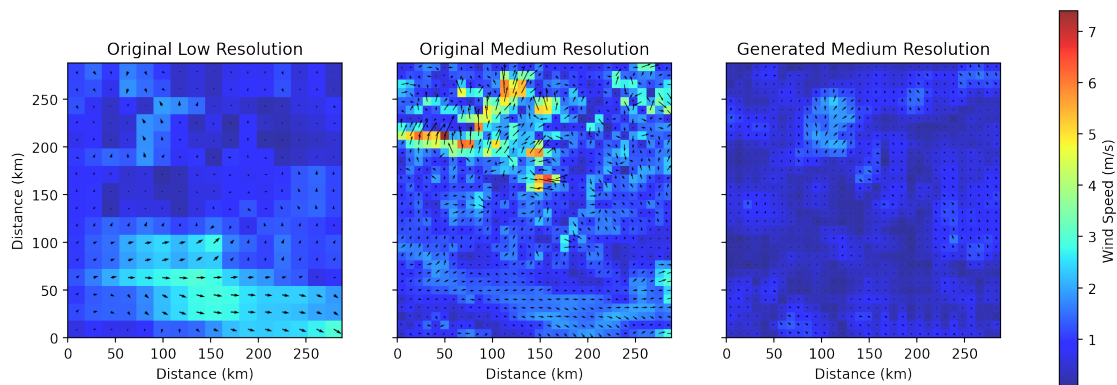 Original Low Resolution
Original Medium Resolution
Generated Medium Resolution
Distance (km)
250
200
150
100
50
0
0 50 100 150 200 250
Distance (km)
0 50 100 150 200 250
Distance (km)
0 50 100 150 200 250
Distance (km)
7
6
5
4
3
2
1
Wind Speed (m/s)